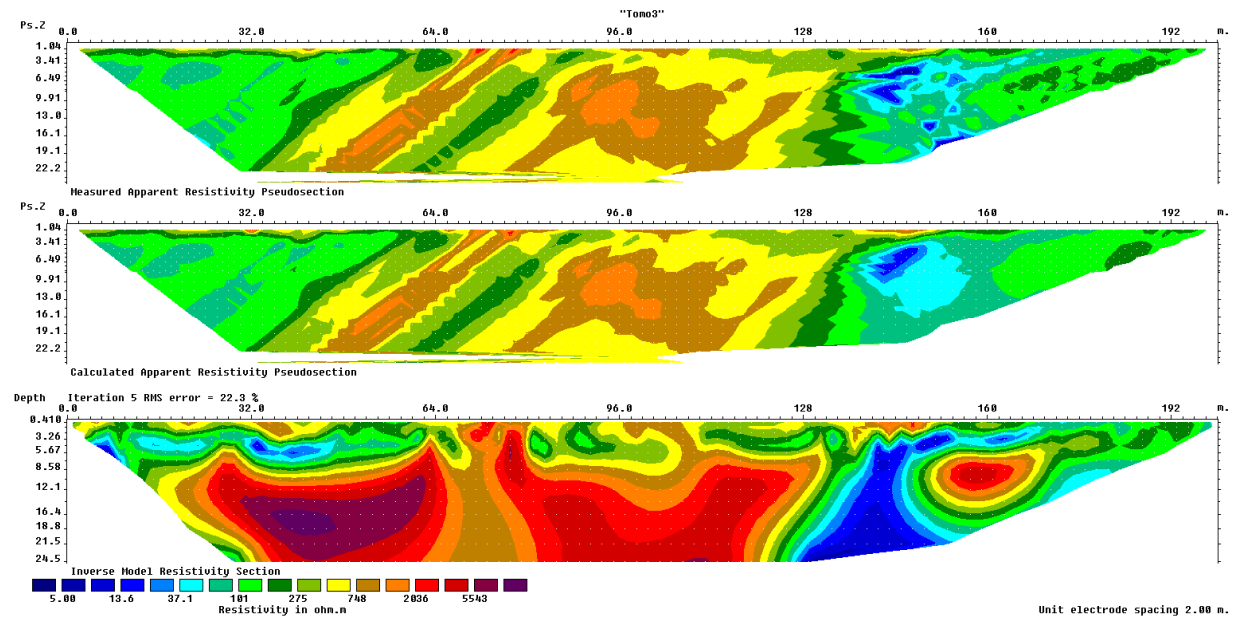 "Tomo3"
Ps.Z 0.0 32.0 64.0 96.0 128 160 192 m.
1.04
3.41
6.49
9.91
13.0
16.1
19.1
22.2
Measured Apparent Resistivity Pseudosection
Ps.Z 0.0 32.0 64.0 96.0 128 160 192 m.
1.04
3.41
6.49
9.91
13.0
16.1
19.1
22.2
Calculated Apparent Resistivity Pseudosection
Depth Iteration 5 RMS error = 22.3 %
0.0 32.0 64.0 96.0 128 160 192 m.
0.410
3.26
5.67
8.58
12.1
16.4
18.8
21.5
24.5
Inverse Model Resistivity Section
5.00 13.6 37.1 101 275 748 2036 5543
Resistivity in ohm.m
Unit electrode spacing 2.00 m.